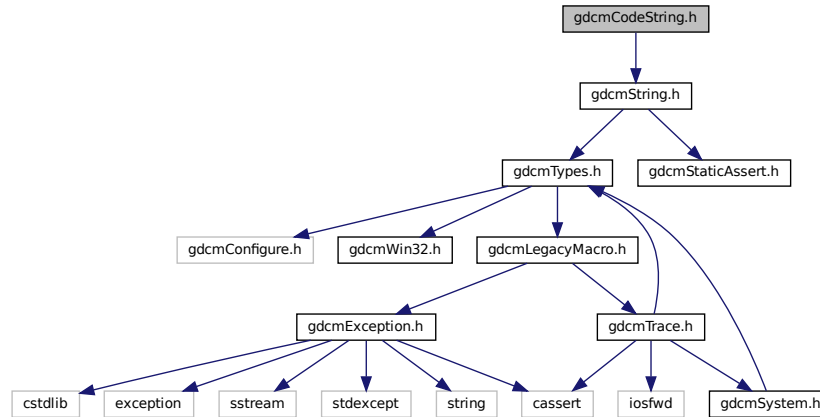 gdcmCodeString.h
gdcmString.h
gdcmTypes.h
gdcmStaticAssert.h
gdcmConfigure.h
gdcmWin32.h
gdcmLegacyMacro.h
gdcmException.h
gdcmTrace.h
cstdlib
exception
sstream
stdexcept
string
cassert
iosfwd
gdcmSystem.h